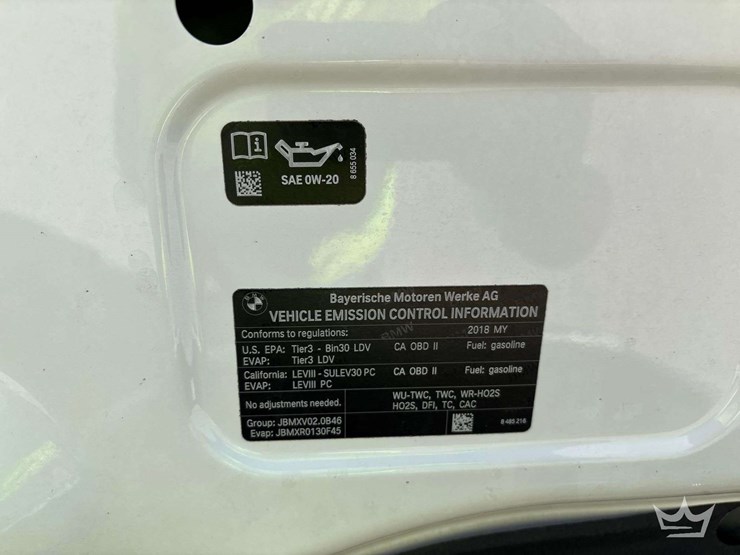 i
8 655 034
SAE 0W-20
BMW
Bayerische Motoren Werke AG
VEHICLE EMISSION CONTROL INFORMATION
Conforms to regulations: 2018 MY
U.S. EPA: Tier3 - Bin30 LDV CA OBD II Fuel: gasoline
EVAP: Tier3 LDV
California: LEVIII - SULEV30 PC CA OBD II Fuel: gasoline
EVAP: LEVIII PC
No adjustments needed. WU-TWC, TWC, WR-HO2S
HO2S, DFI, TC, CAC
Group: JBMXV02.0B46
Evap: JBMXR0130F45